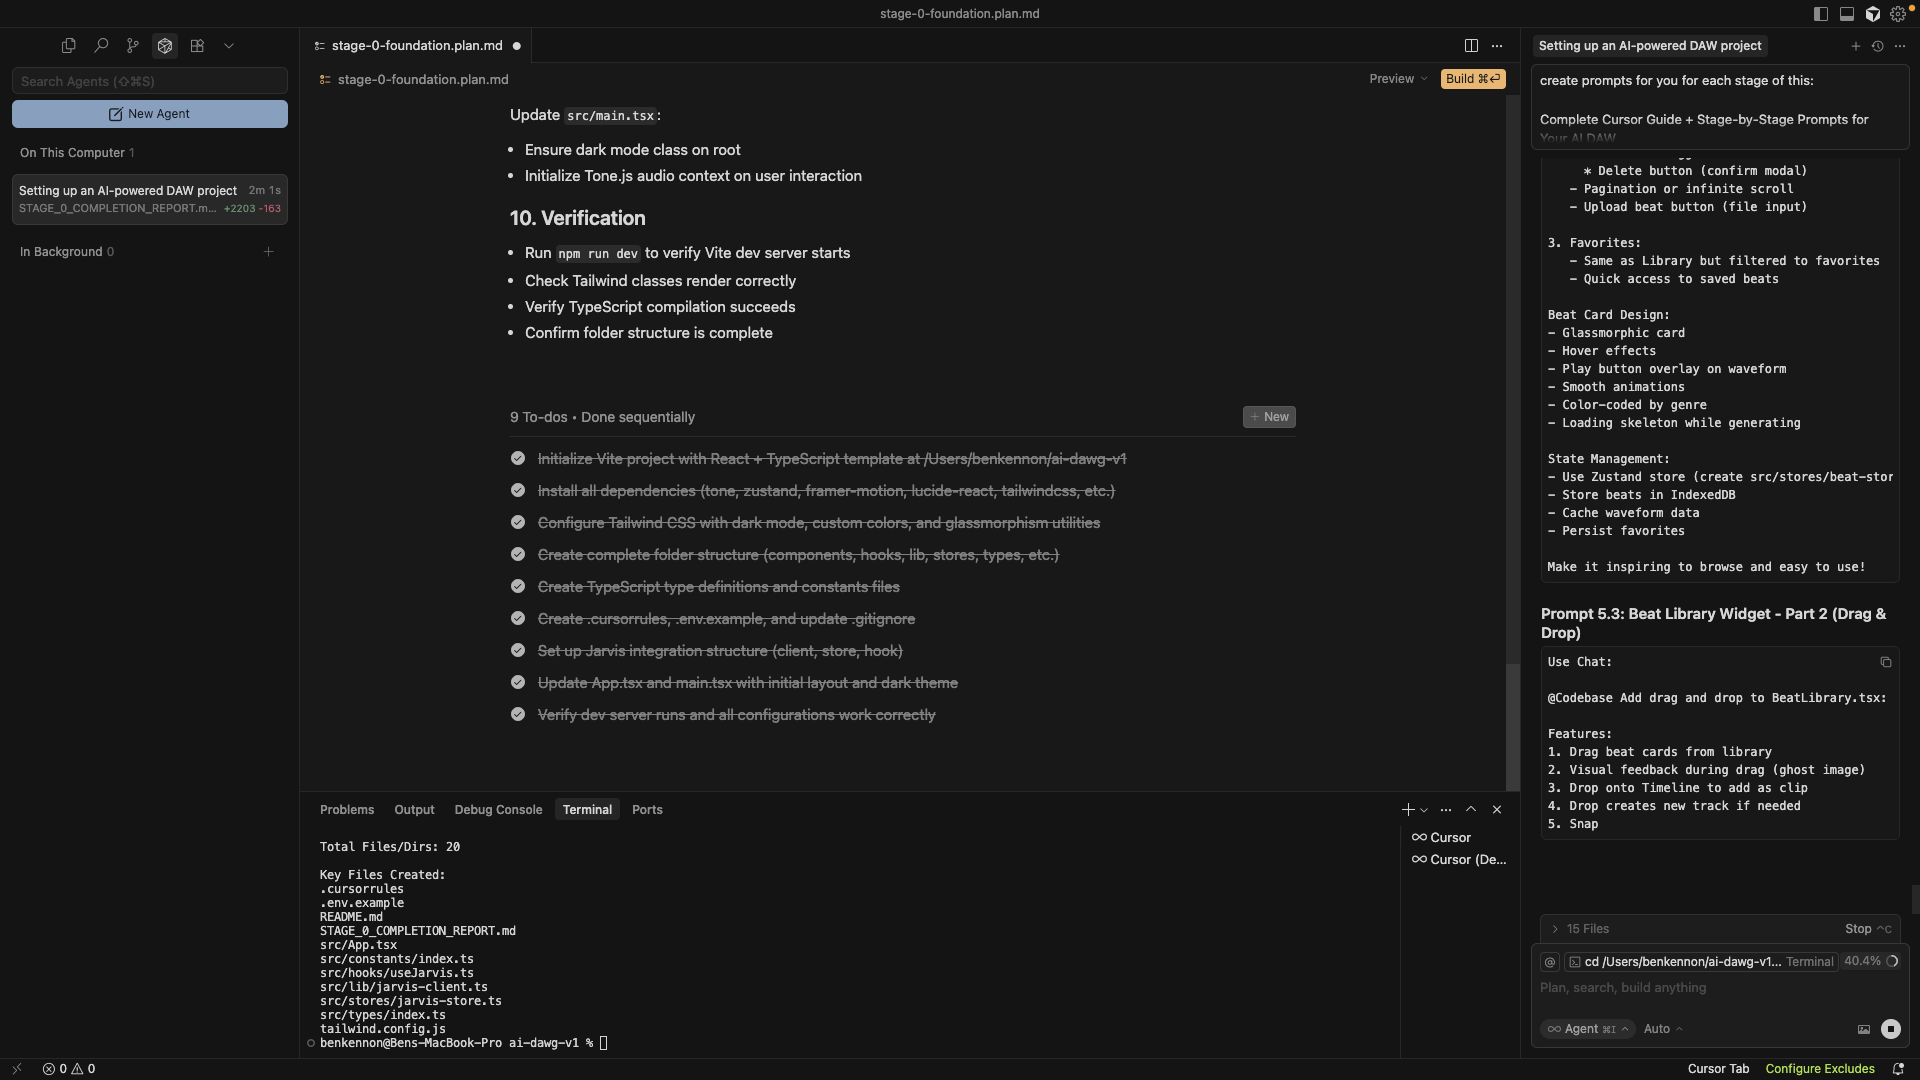 stage-0-foundation.plan.md
Search Agents (⇧⌘S)
New Agent
On This Computer 1
Setting up an AI-powered DAW project 2m 1s
STAGE_0_COMPLETION_REPORT.m... +2203 -163
In Background 0
stage-0-foundation.plan.md
stage-0-foundation.plan.md
Preview
Build ⌘⏎
Update src/main.tsx:
• Ensure dark mode class on root
• Initialize Tone.js audio context on user interaction
10. Verification
• Run npm run dev to verify Vite dev server starts
• Check Tailwind classes render correctly
• Verify TypeScript compilation succeeds
• Confirm folder structure is complete
9 To-dos • Done sequentially
New
Initialize Vite project with React + TypeScript template at /Users/benkennon/ai-dawg-v1
Install all dependencies (tone, zustand, framer-motion, lucide-react, tailwindcss, etc.)
Configure Tailwind CSS with dark mode, custom colors, and glassmorphism utilities
Create complete folder structure (components, hooks, lib, stores, types, etc.)
Create TypeScript type definitions and constants files
Create .cursorrules, .env.example, and update .gitignore
Set up Jarvis integration structure (client, store, hook)
Update App.tsx and main.tsx with initial layout and dark theme
Verify dev server runs and all configurations work correctly
Problems Output Debug Console Terminal Ports
Total Files/Dirs: 20
Key Files Created:
.cursorrules
.env.example
README.md
STAGE_0_COMPLETION_REPORT.md
src/App.tsx
src/constants/index.ts
src/hooks/useJarvis.ts
src/lib/jarvis-client.ts
src/stores/jarvis-store.ts
src/types/index.ts
tailwind.config.js
benkennon@Bens-MacBook-Pro ai-dawg-v1 %
Cursor
Cursor (De...
Setting up an AI-powered DAW project
create prompts for you for each stage of this:
Complete Cursor Guide + Stage-by-Stage Prompts for
Your AI DAW
* Delete button (confirm modal)
- Pagination or infinite scroll
- Upload beat button (file input)
3. Favorites:
- Same as Library but filtered to favorites
- Quick access to saved beats
Beat Card Design:
- Glassmorphic card
- Hover effects
- Play button overlay on waveform
- Smooth animations
- Color-coded by genre
- Loading skeleton while generating
State Management:
- Use Zustand store (create src/stores/beat-stor
- Store beats in IndexedDB
- Cache waveform data
- Persist favorites
Make it inspiring to browse and easy to use!
Prompt 5.3: Beat Library Widget - Part 2 (Drag &
Drop)
Use Chat:
@Codebase Add drag and drop to BeatLibrary.tsx:
Features:
1. Drag beat cards from library
2. Visual feedback during drag (ghost image)
3. Drop onto Timeline to add as clip
4. Drop creates new track if needed
5. Snap
15 Files
Stop ^C
@ cd /Users/benkennon/ai-dawg-v1... Terminal 40.4%
Plan, search, build anything
Agent ⌘I
Auto
0 0
Cursor Tab
Configure Excludes